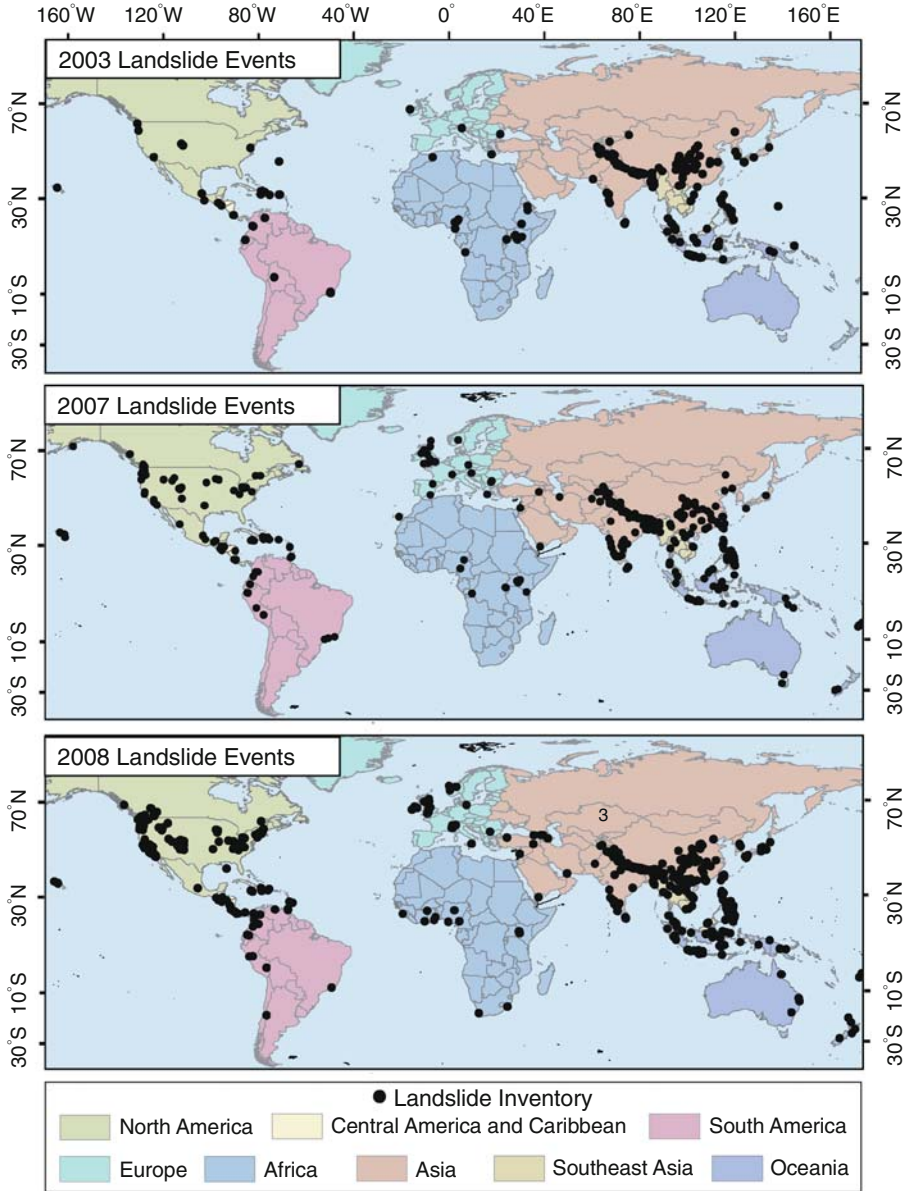 160°W 120°W 80°W 40°W 0° 40°E 80°E 120°E 160°E
2003 Landslide Events
70°N 70°N
30°N 30°N
10°S 10°S
30°S 30°S
2007 Landslide Events
70°N 70°N
30°N 30°N
10°S 10°S
30°S 30°S
2008 Landslide Events
3
70°N 70°N
30°N 30°N
10°S 10°S
30°S 30°S
Landslide Inventory
North America Central America and Caribbean South America
Europe Africa Asia Southeast Asia Oceania